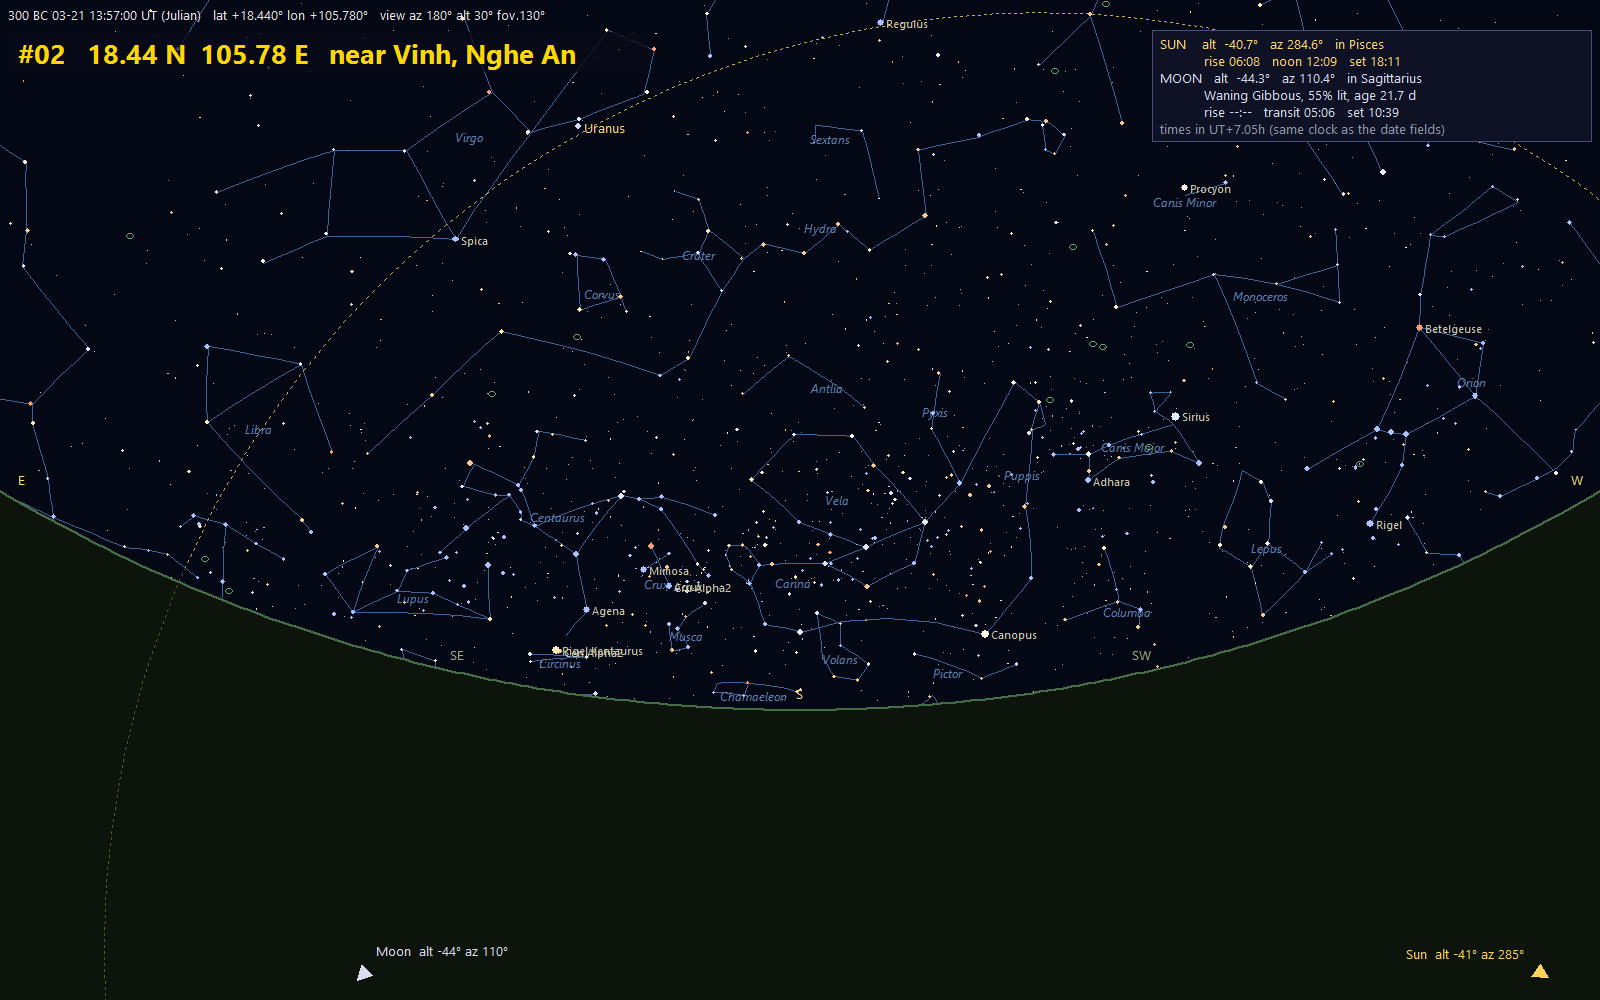 300 BC 03-21 13:57:00 UT (Julian)   lat +18.440° lon +105.780°   view az 180° alt 30° fov.130°
#02   18.44 N  105.78 E   near Vinh, Nghe An
Regulus
SUN   alt  -40.7°   az 284.6°   in Pisces
rise 06:08   noon 12:09   set 18:11
MOON   alt  -44.3°   az 110.4°   in Sagittarius
Waning Gibbous, 55% lit, age 21.7 d
rise --:--   transit 05:06   set 10:39
times in UT+7.05h (same clock as the date fields)
Virgo
Uranus
Sextans
Procyon
Canis Minor
Spica
Hydra
Crater
Corvus
Monoceros
Betelgeuse
Orion
Antlia
Pyxis
Sirius
Libra
Canis Major
Puppis
Adhara
E
W
Vela
Centaurus
Rigel
Lepus
Mimosa
Crux
Carina
Lupus
Agena
Columba
Musca
Canopus
Circinus
SE
SW
Volans
Pictor
Chamaeleon
S
Moon  alt -44° az 110°
Sun  alt -41° az 285°